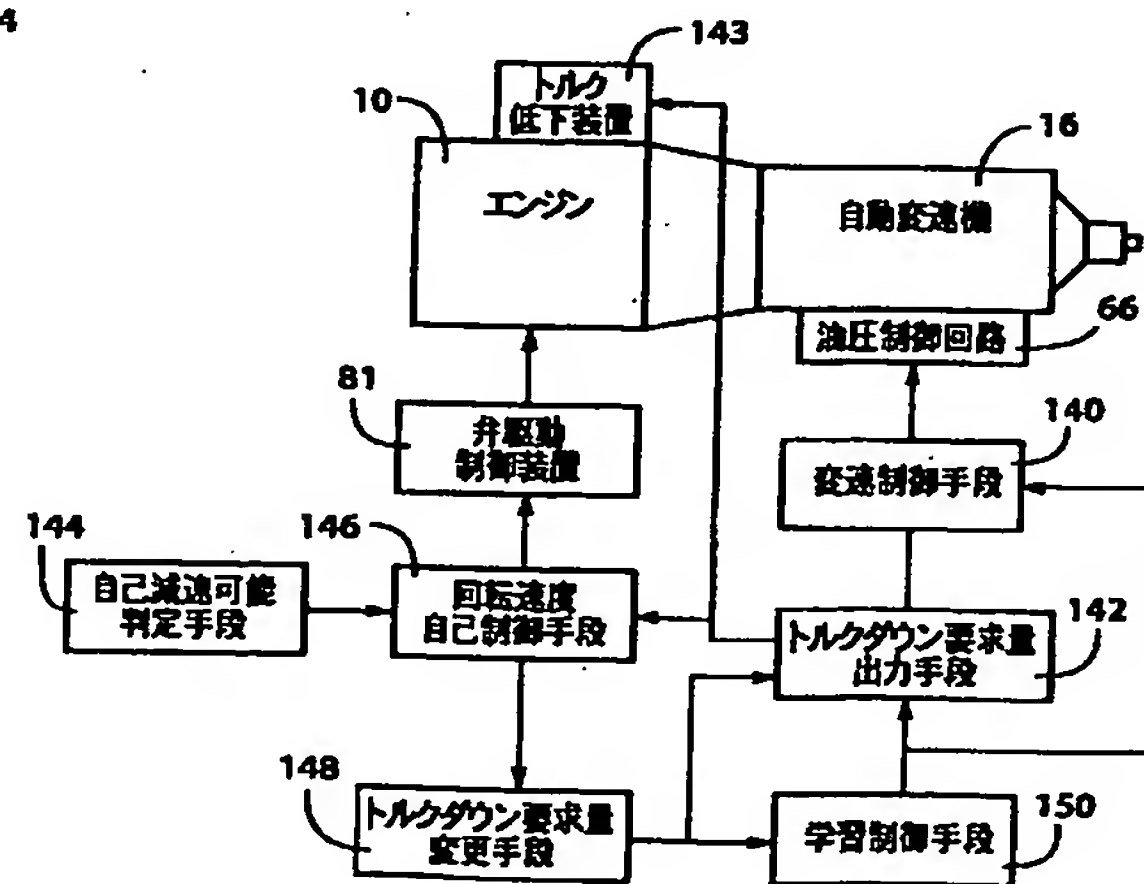 4
143
トルク
低下装置
10
エンジン
16
自動変速機
66
油圧制御回路
81
弁駆動
制御装置
140
変速制御手段
144
自己減速可能
判定手段
146
回転速度
自己制御手段
142
トルクダウン要求量
出力手段
148
トルクダウン要求量
変更手段
150
学習制御手段